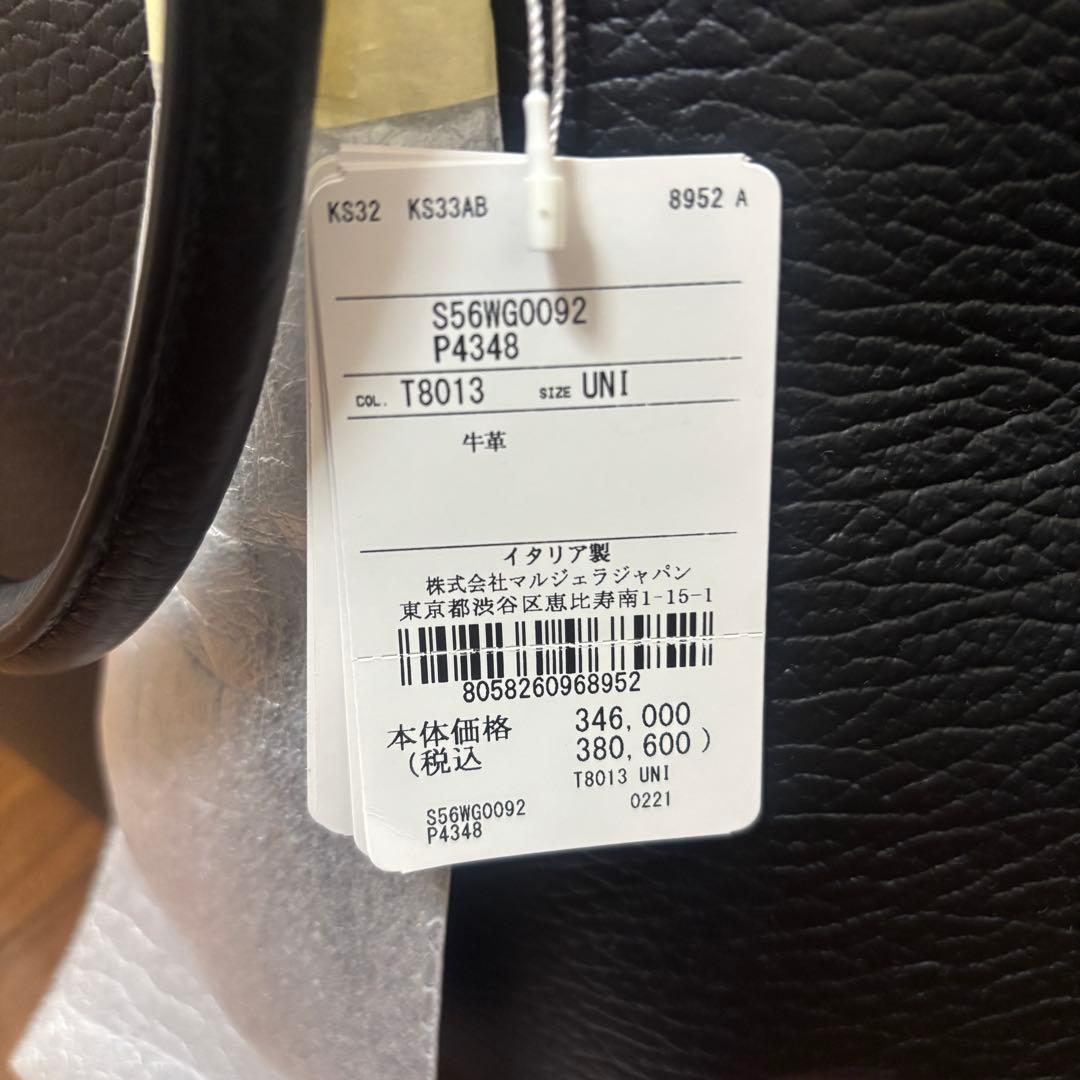 KS32 KS33AB 8952 A
S56WG0092
P4348
COL. T8013 SIZE UNI
牛革
イタリア製
株式会社マルジェラジャパン
東京都渋谷区恵比寿南1-15-1
8058260968952
本体価格 346,000
(税込 380,600 )
T8013 UNI
S56WG0092 0221
P4348